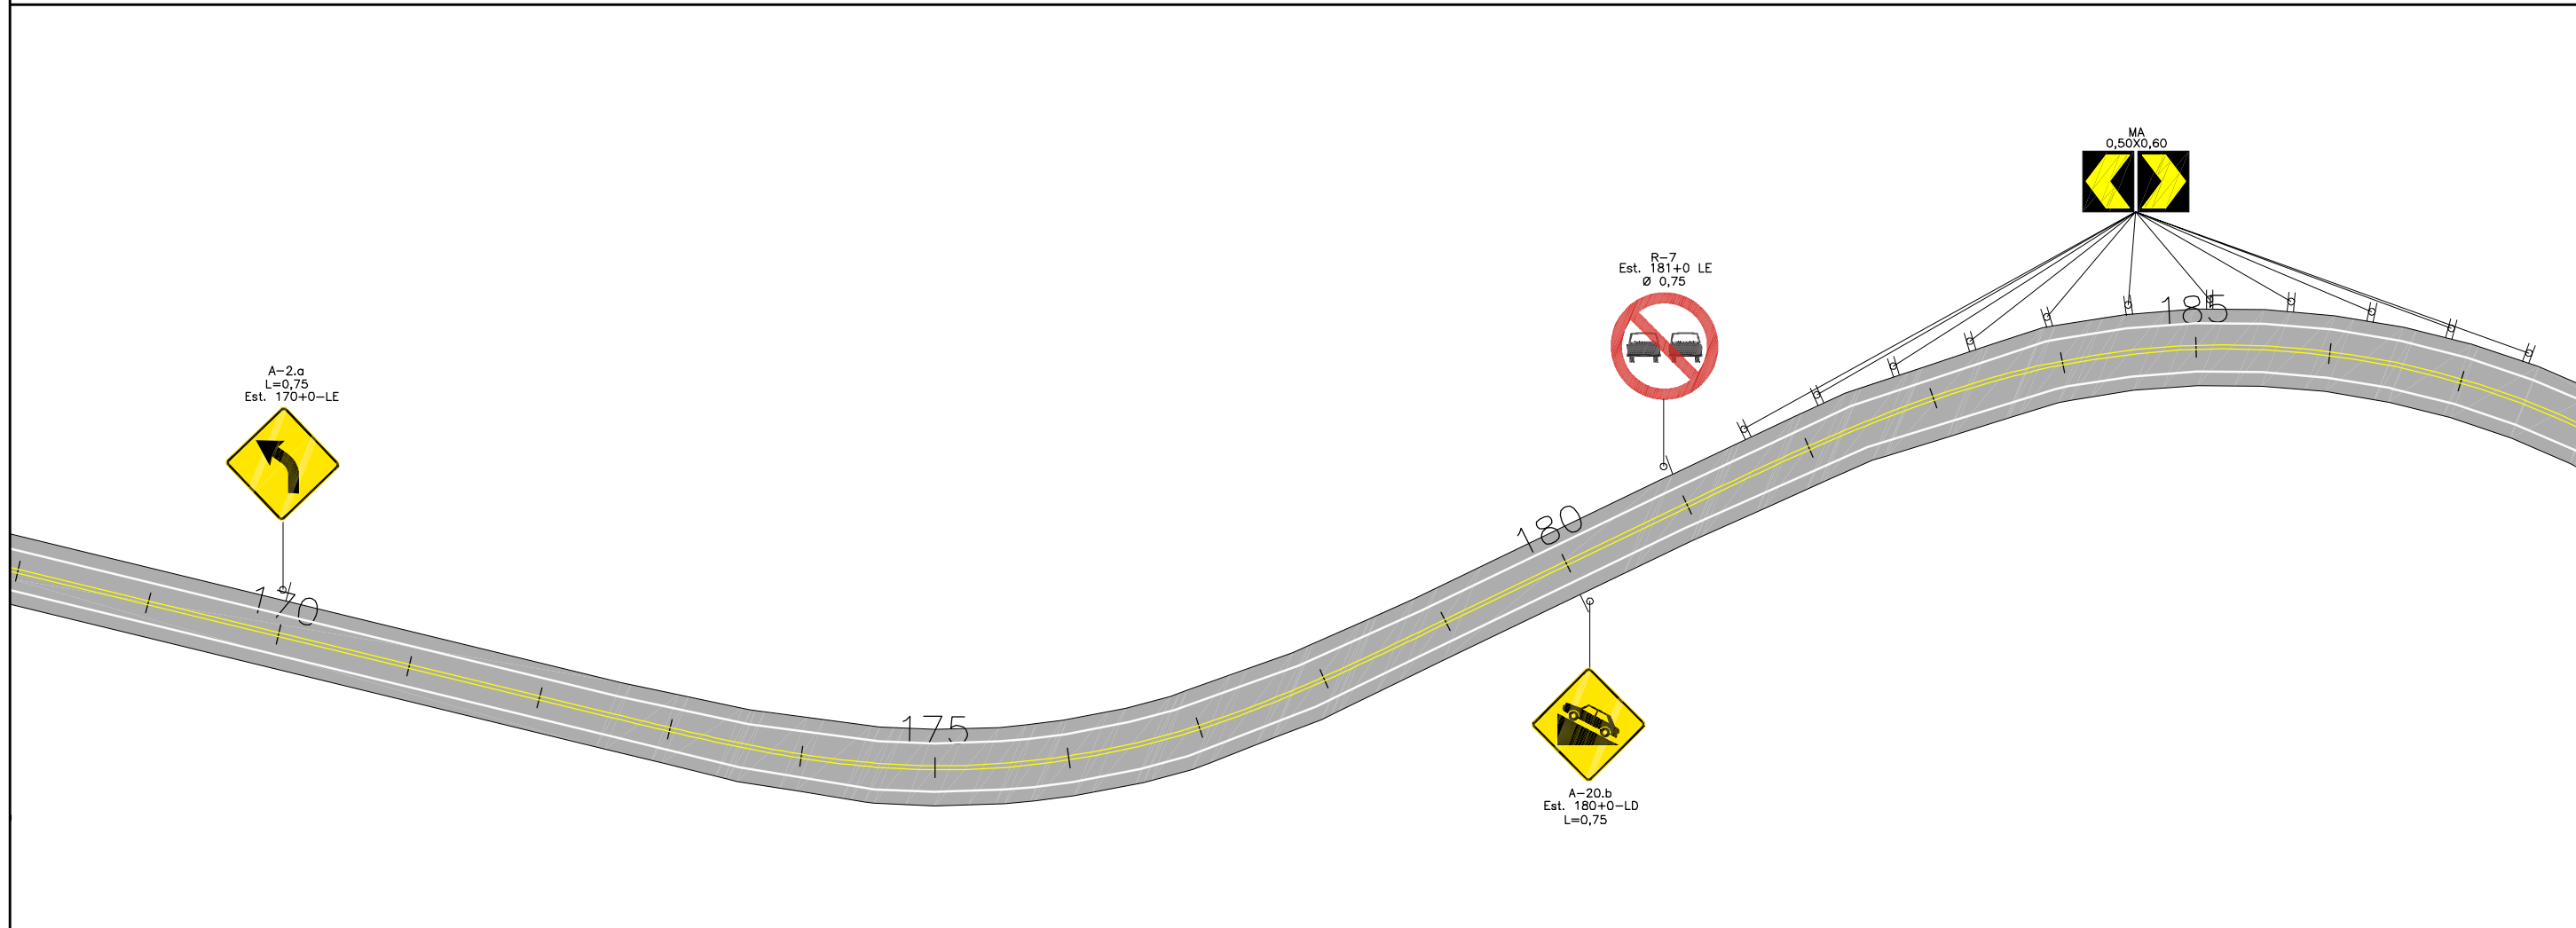 MA
0,50X0,60
R-7
Est. 181+0 LE
Ø 0,75
185
A-2.a
L=0,75
Est. 170+0-LE
180
170
175
A-20.b
Est. 180+0-LD
L=0,75